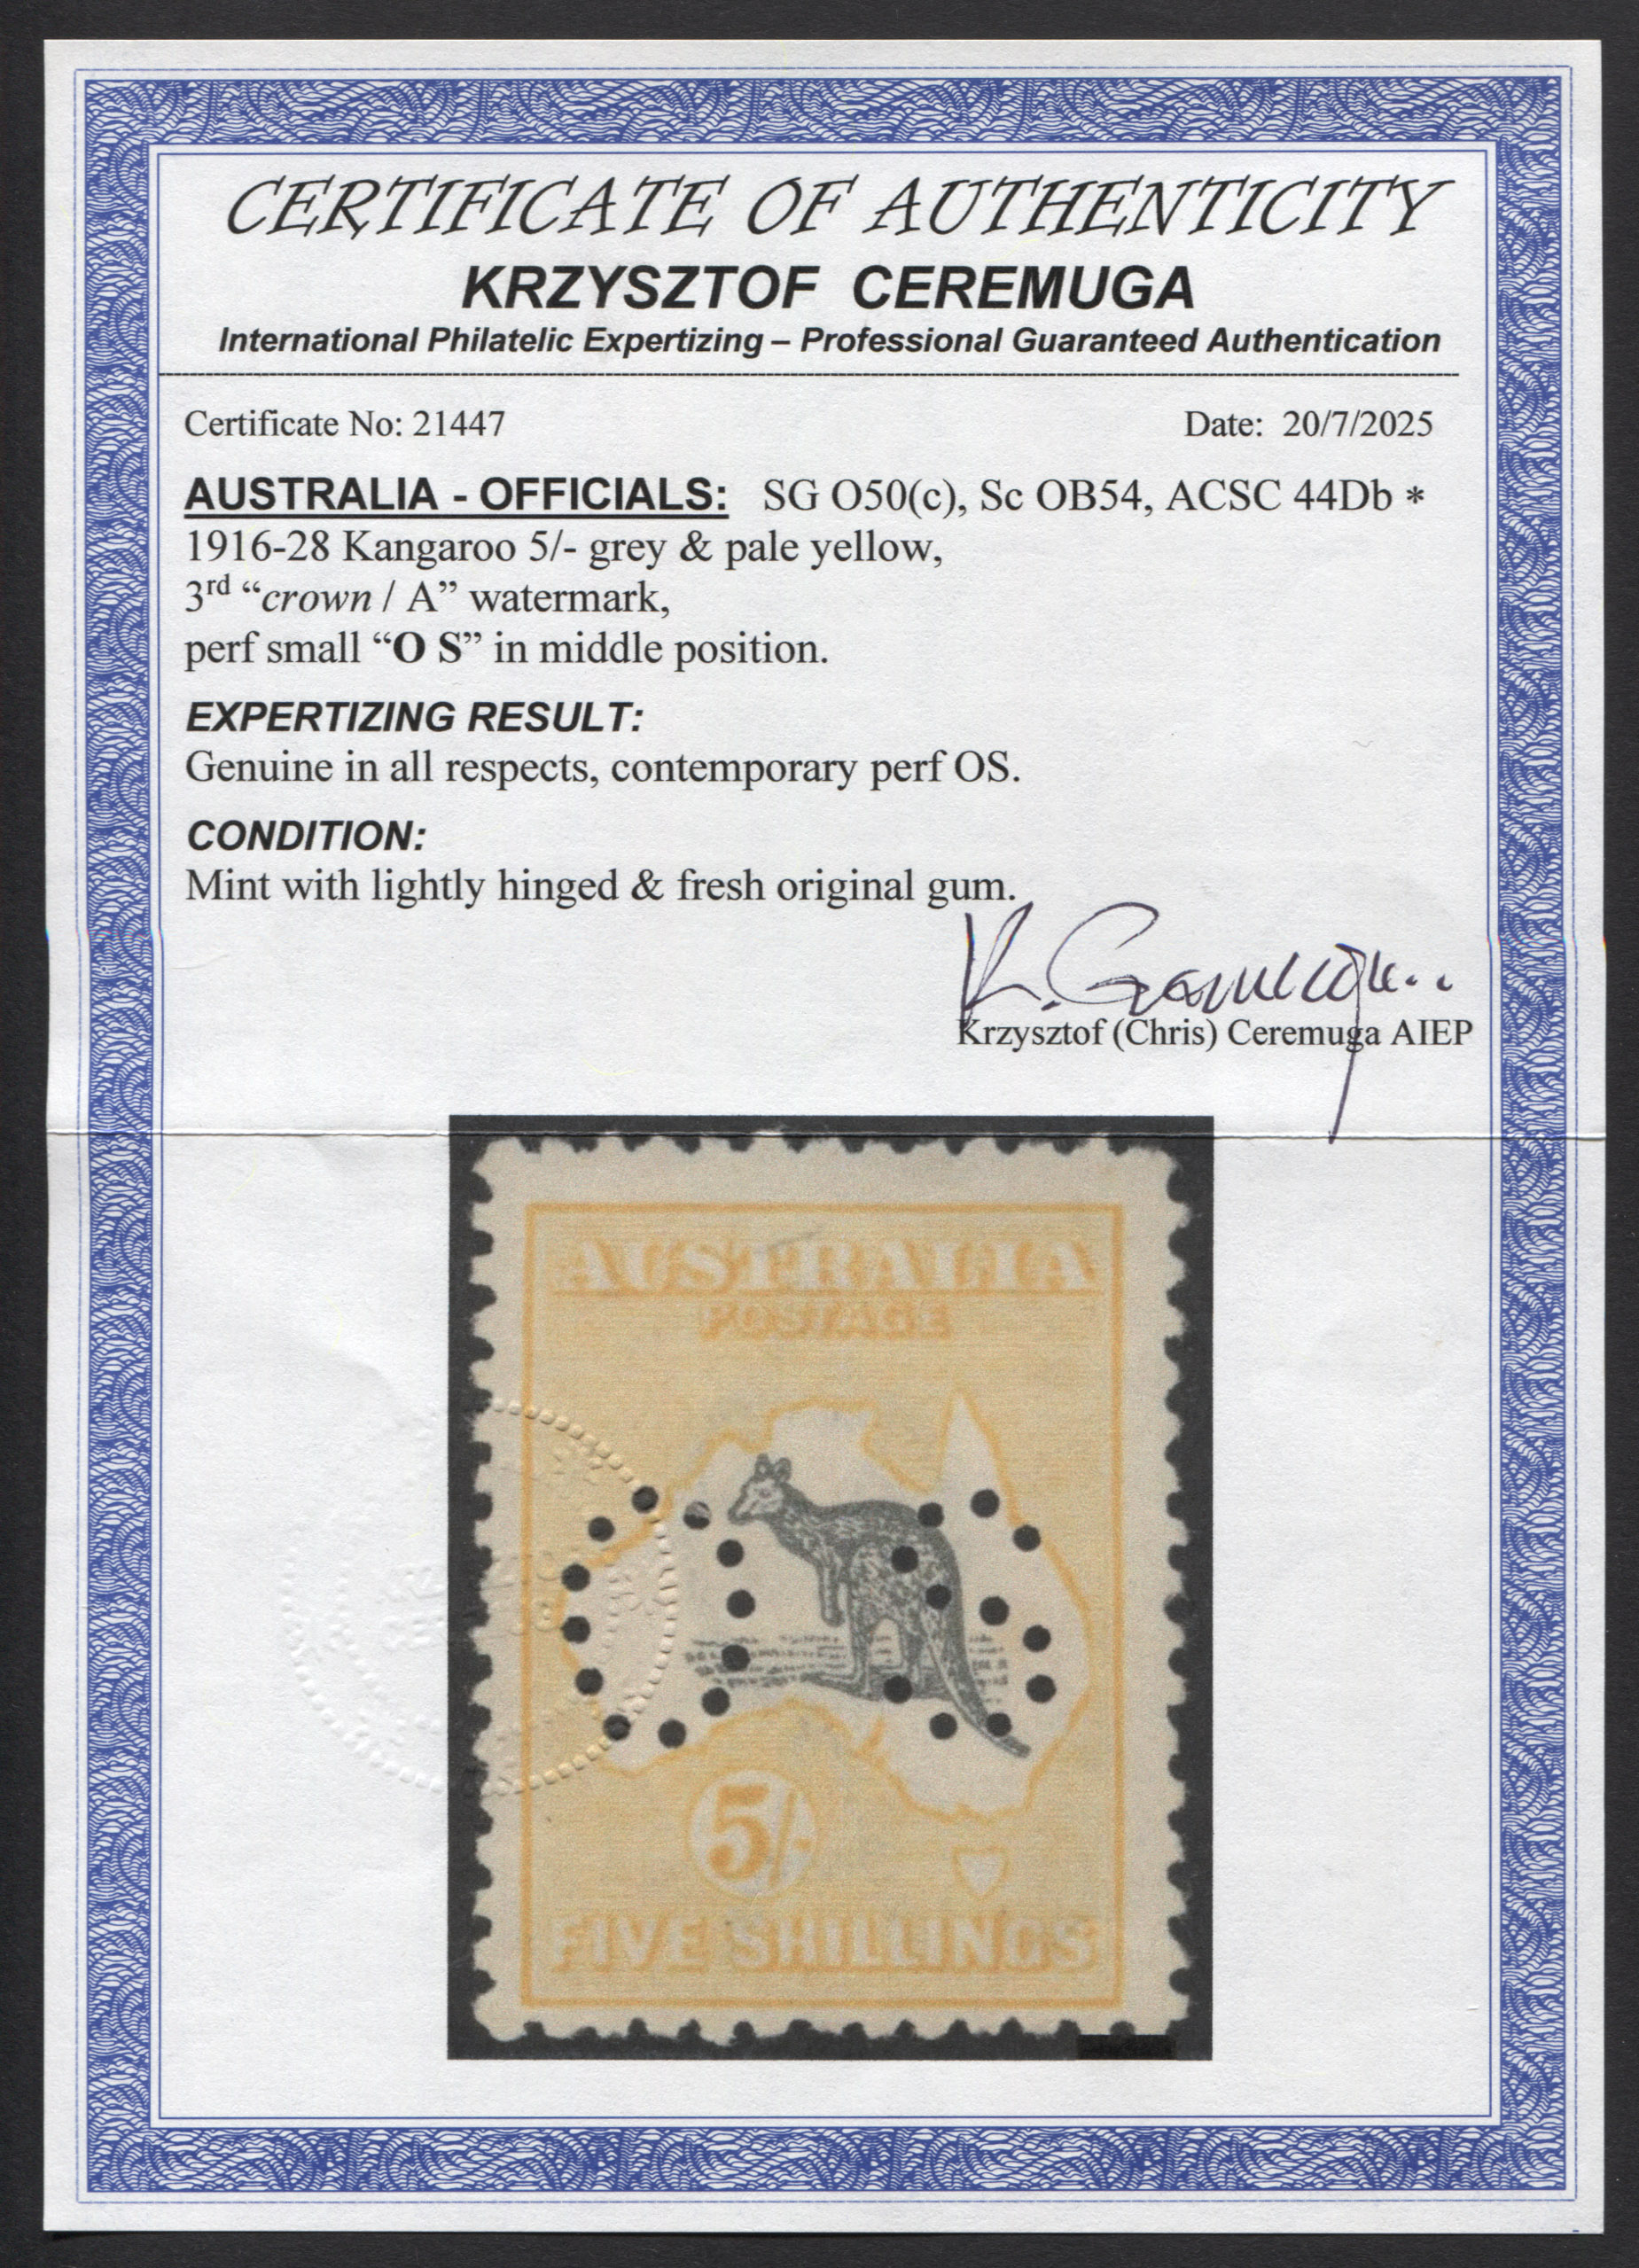 CERTIFICATE OF AUTHENTICITY
KRZYSZTOF CEREMUGA
International Philatelic Expertizing – Professional Guaranteed Authentication
Certificate No: 21447 Date: 20/7/2025
AUSTRALIA - OFFICIALS: SG O50(c), Sc OB54, ACSC 44Db *
1916-28 Kangaroo 5/- grey & pale yellow,
3rd “crown / A” watermark,
perf small “O S” in middle position.
EXPERTIZING RESULT:
Genuine in all respects, contemporary perf OS.
CONDITION:
Mint with lightly hinged & fresh original gum.
K. Ceremuga
Krzysztof (Chris) Ceremuga AIEP
AUSTRALIA
POSTAGE
OS
5/-
FIVE SHILLINGS